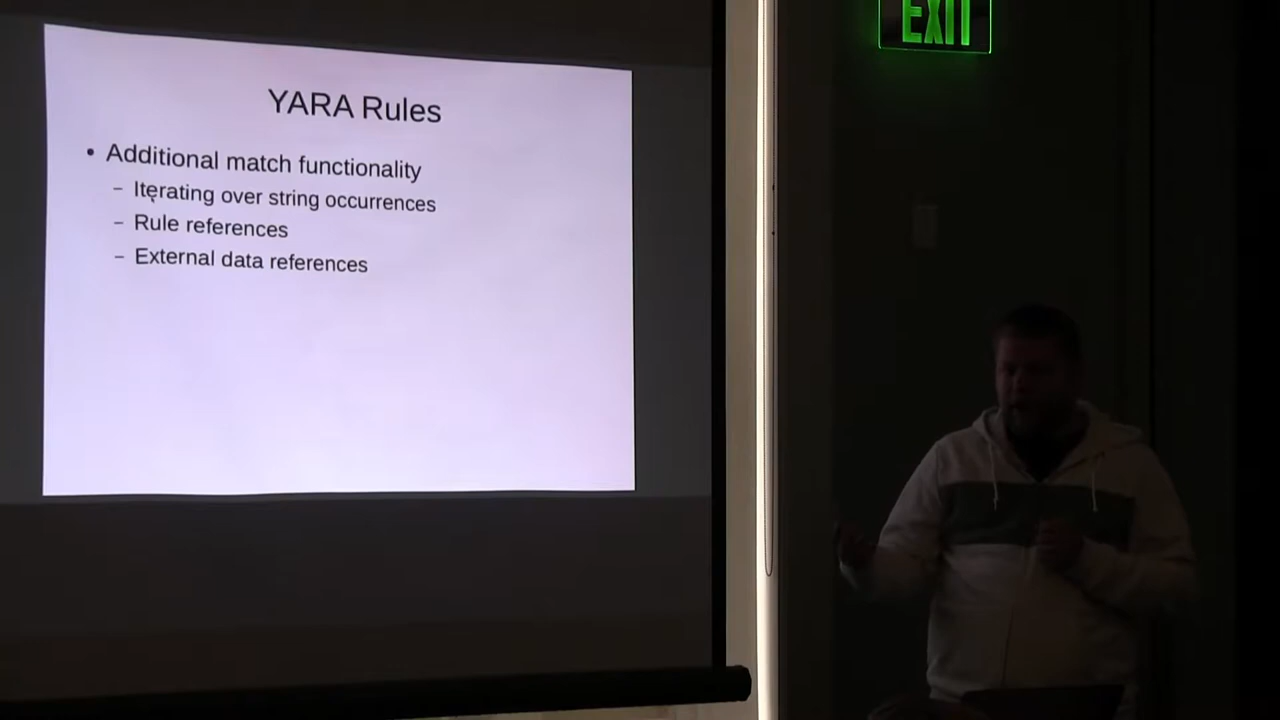 YARA Rules
• Additional match functionality
– Iterating over string occurrences
– Rule references
– External data references
EXIT